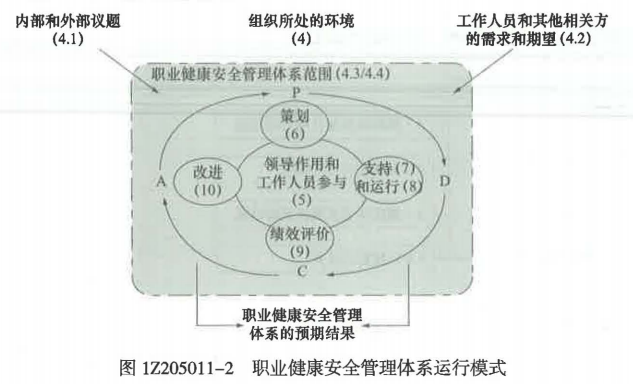 内部和外部议题
(4.1)
组织所处的环境
(4)
工作人员和其他相关方
的需求和期望(4.2)
职业健康安全管理体系范围(4.3/4.4)
P
策划
(6)
A
改进
(10)
领导作用和
工作人员参与
(5)
支持(7)
和运行(8)
D
绩效评价
(9)
C
职业健康安全管理
体系的预期结果
图 1Z205011-2 职业健康安全管理体系运行模式